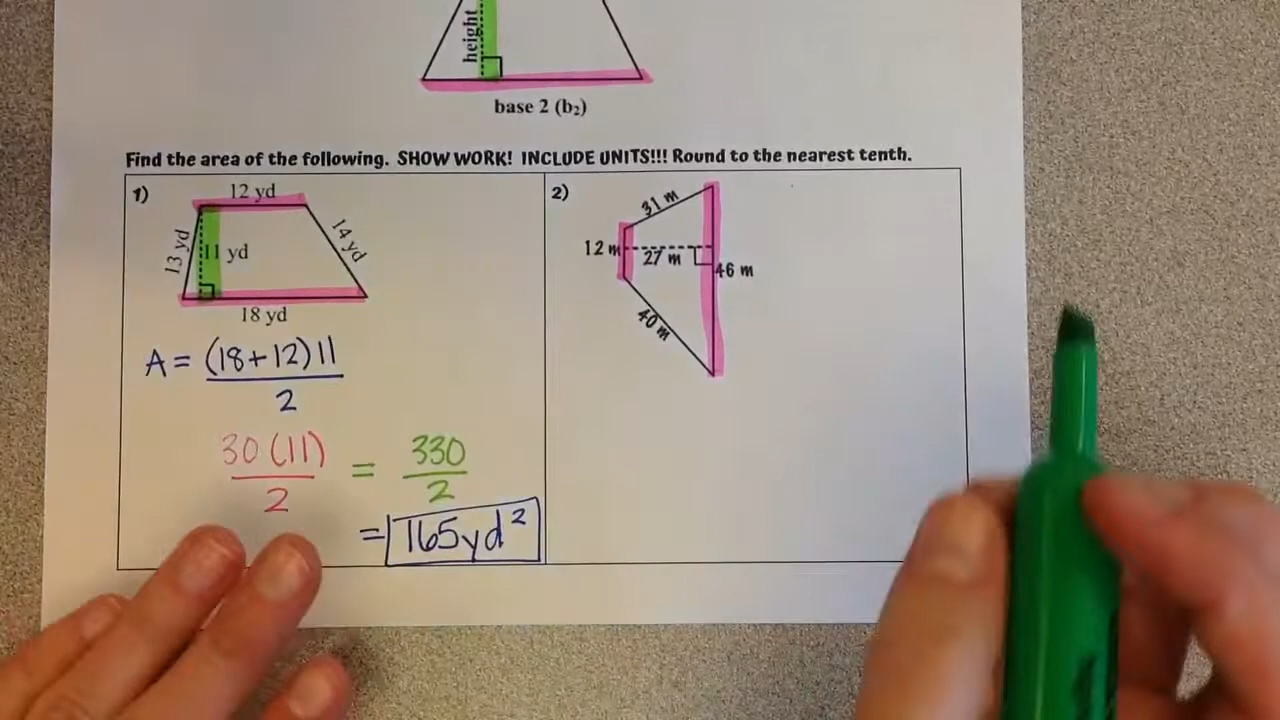 height
base 2 (b₂)
Find the area of the following. SHOW WORK! INCLUDE UNITS!!! Round to the nearest tenth.
1)
12 yd
13 yd
11 yd
14 yd
18 yd
A = (18+12)11
2
30(11)
2
=
330
2
= 165yd²
2)
31 m
12 m
27 m
46 m
40 m